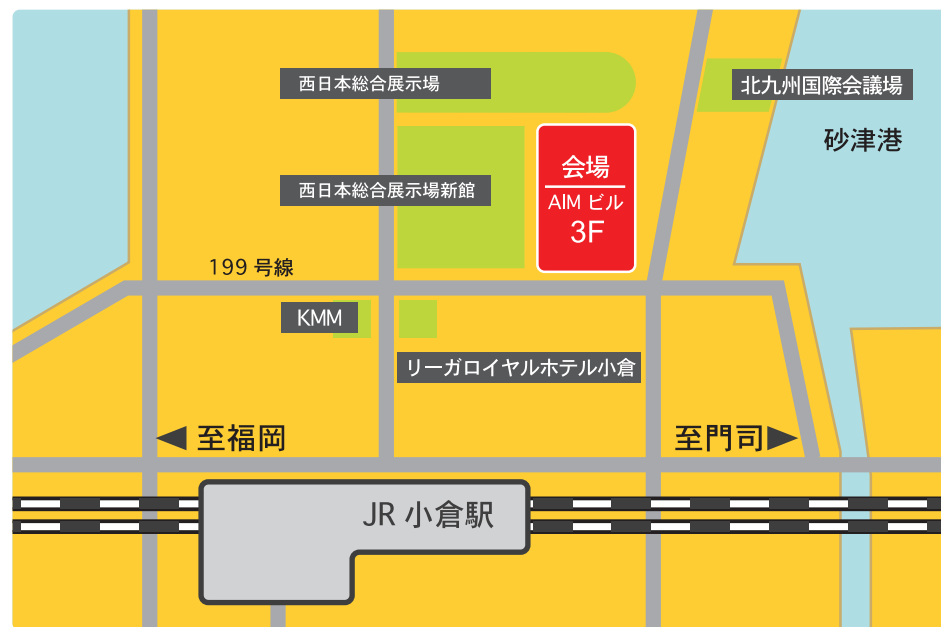 西日本総合展示場
北九州国際会議場
砂津港
会場
AIM ビル
3F
西日本総合展示場新館
199 号線
KMM
リーガロイヤルホテル小倉
◀ 至福岡
至門司 ▶
JR 小倉駅